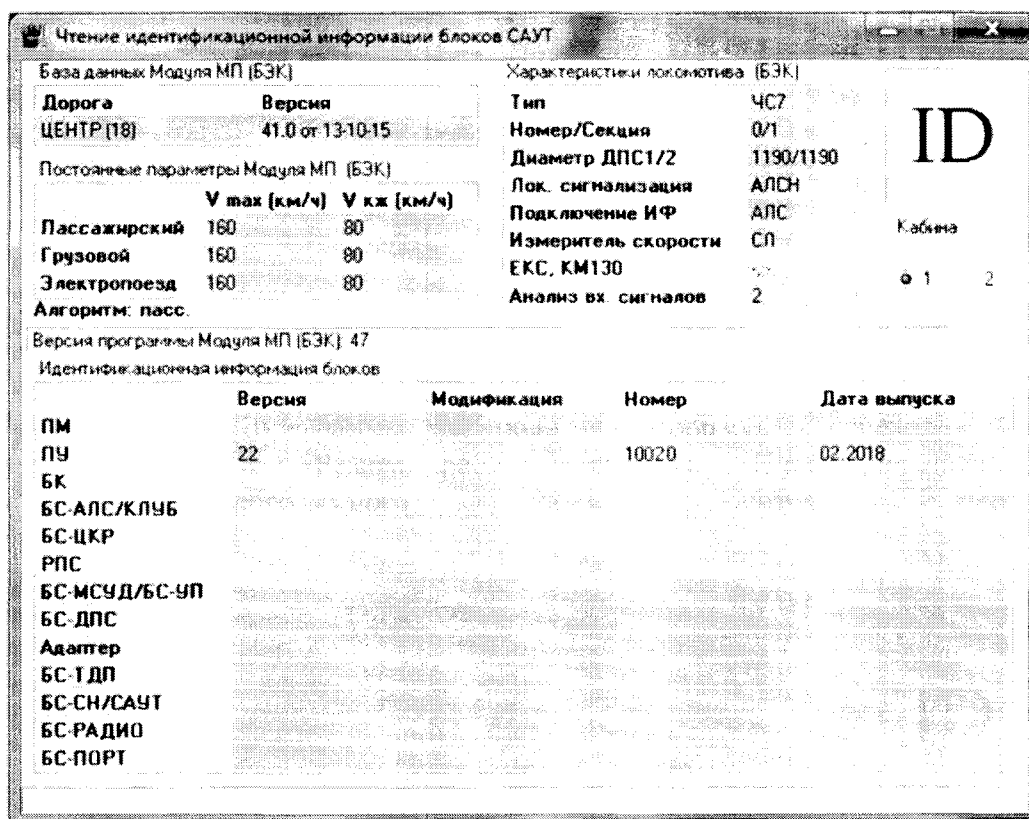 Чтение идентификационной информации блоков САУТ
База данных Модуля МП (БЭК)
Дорога Версия
ЦЕНТР (18) 41.0 от 13-10-15
Постоянные параметры Модуля МП (БЭК)
V max (км/ч) V кж (км/ч)
Пассажирский 160 80
Грузовой 160 80
Электропоезд 160 80
Алгоритм: пасс.
Характеристики локомотива (БЭК)
Тип ЧС7
Номер/Секция 0/1
Диаметр ДПС1/2 1190/1190
Лок. сигнализация АЛСН
Подключение ИФ АЛС
Измеритель скорости СЛ
ЕКС, КМ130
Анализ вх. сигналов 2
ID
Кабина
1 2
Версия программы Модуля МП (БЭК) 47
Идентификационная информация блоков
Версия Модификация Номер Дата выпуска
ПМ
ПУ 22 10020 02.2018
БК
БС-АЛС/КЛУБ
БС-ЦКР
РПС
БС-МСУД/БС-УП
БС-ДПС
Адаптер
БС-ТДП
БС-СН/САУТ
БС-РАДИО
БС-ПОРТ